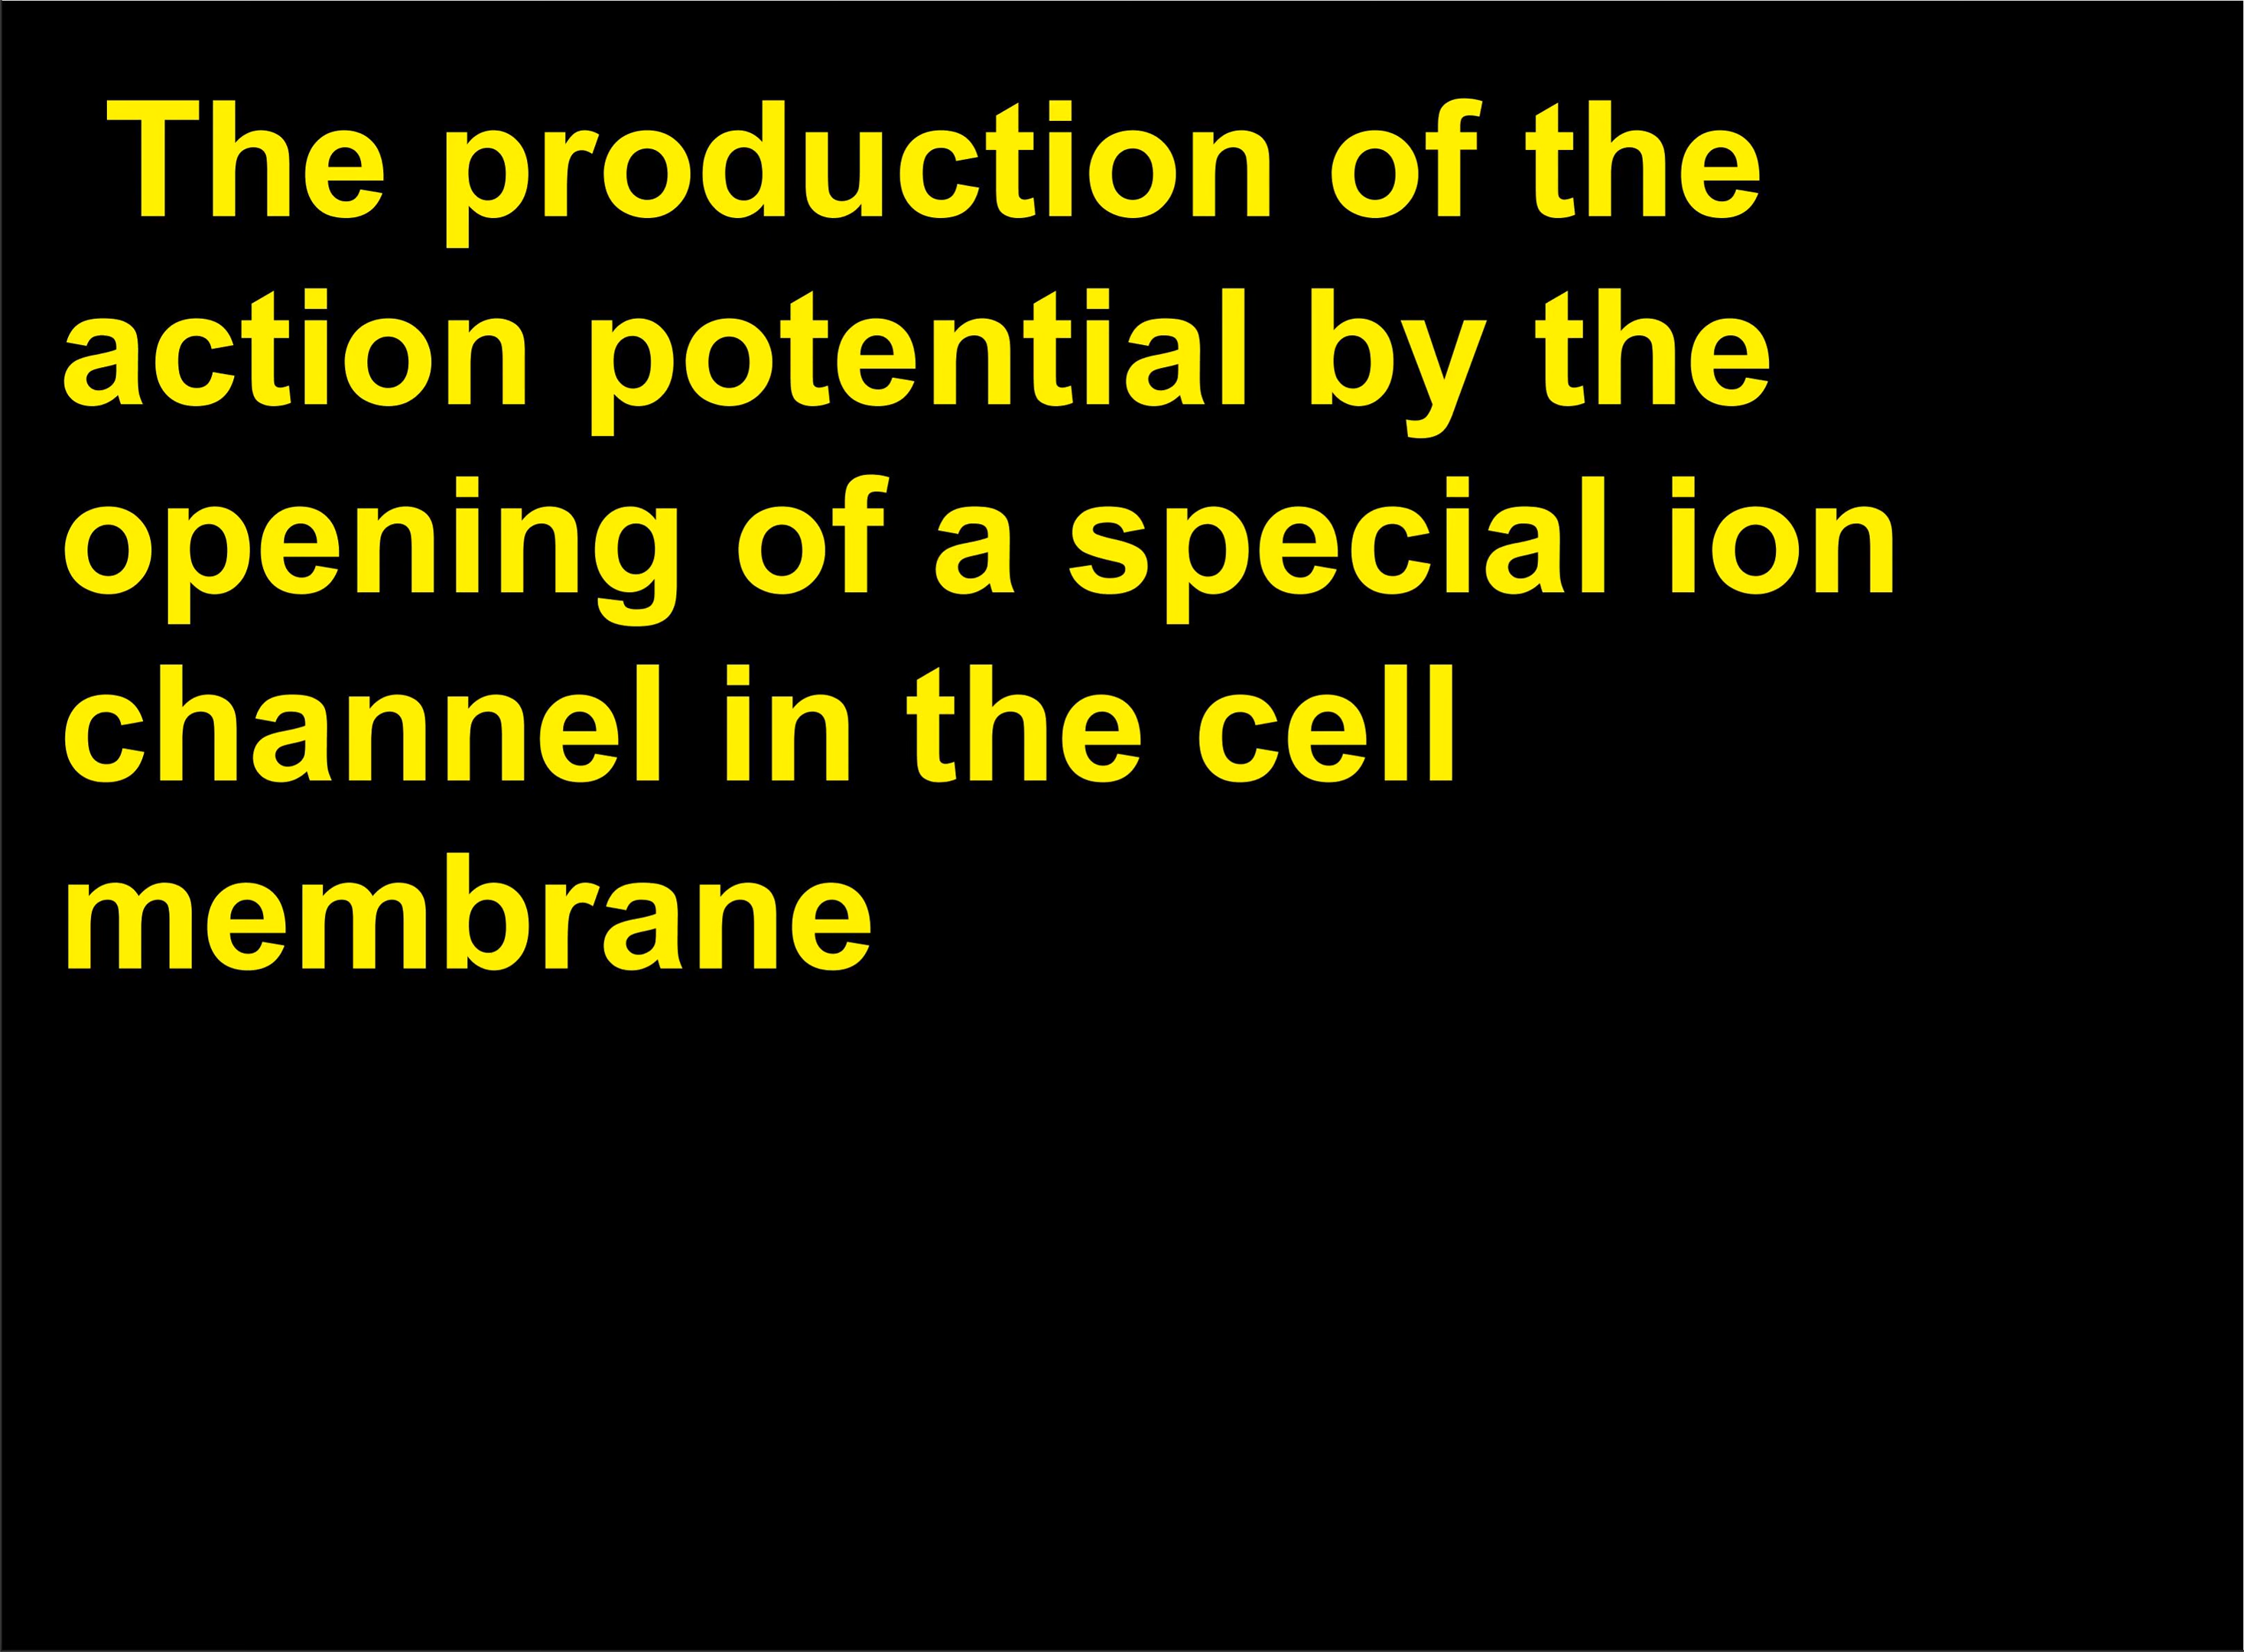 The production of the
action potential by the
opening of a special ion
channel in the cell
membrane